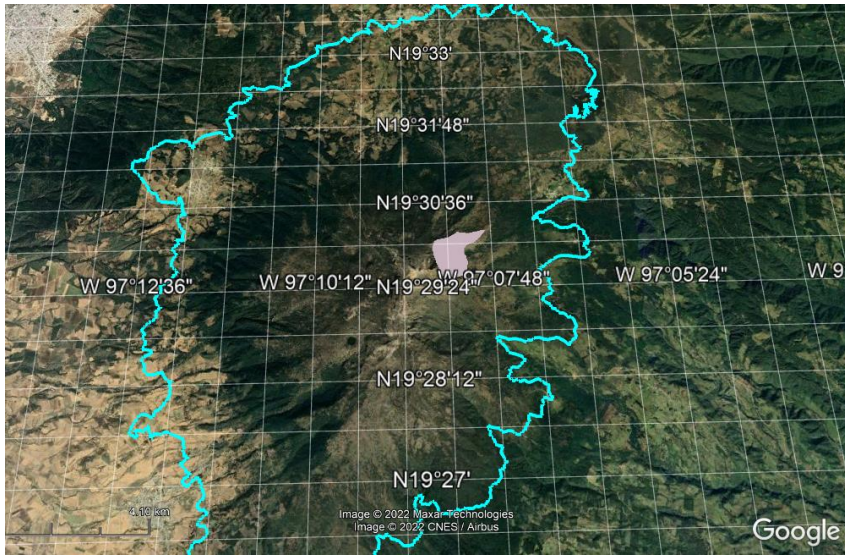 N19°33'
N19°31'48"
N19°30'36"
W 97°12'36"
W 97°10'12"
N19°29'24"
W 97°07'48"
W 97°05'24"
W 9
N19°28'12"
N19°27'
4.10 km
Image © 2022 Maxar Technologies
Image © 2022 CNES / Airbus
Google